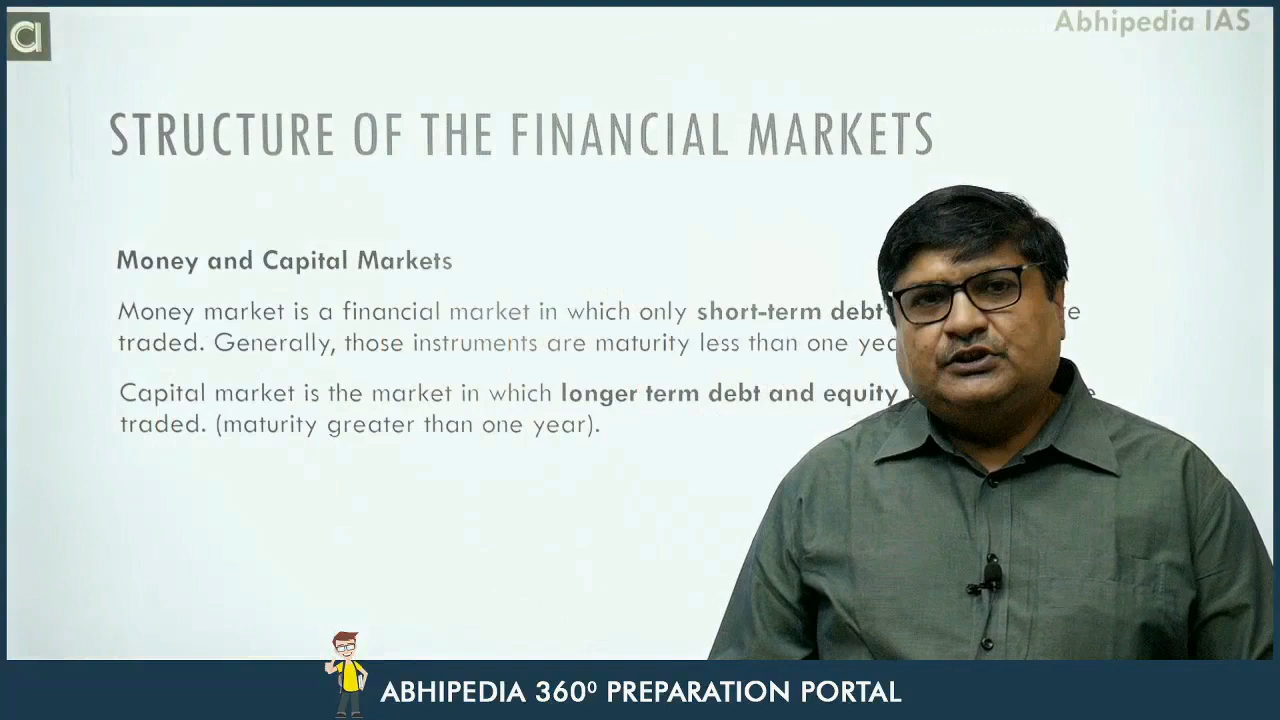 Abhipedia IAS
STRUCTURE OF THE FINANCIAL MARKETS
Money and Capital Markets
Money market is a financial market in which only short-term debt
traded. Generally, those instruments are maturity less than one
Capital market is the market in which longer term debt and equity
traded. (maturity greater than one year).
ABHIPEDIA 360⁰ PREPARATION PORTAL